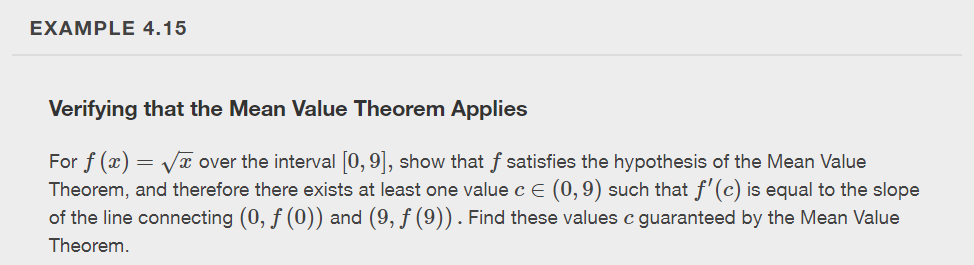 EXAMPLE 4.15
Verifying that the Mean Value Theorem Applies
For f (x) = √x over the interval [0, 9], show that f satisfies the hypothesis of the Mean Value
Theorem, and therefore there exists at least one value c ∈ (0, 9) such that f′(c) is equal to the slope
of the line connecting (0, f (0)) and (9, f (9)) . Find these values c guaranteed by the Mean Value
Theorem.